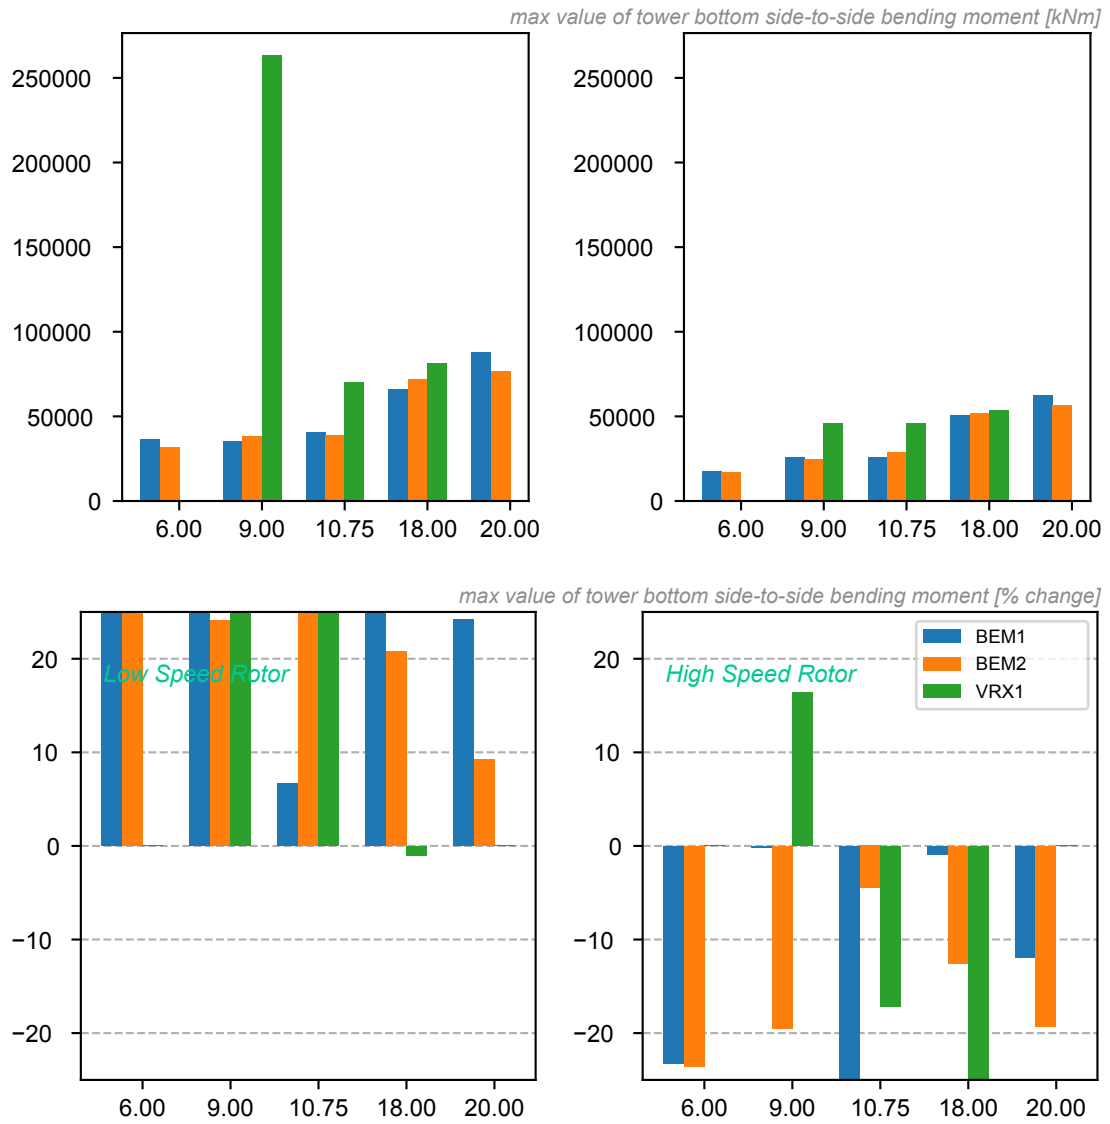 max value of tower bottom side-to-side bending moment [kNm]
250000
200000
150000
100000
50000
0
6.00 9.00 10.75 18.00 20.00
250000
200000
150000
100000
50000
0
6.00 9.00 10.75 18.00 20.00
max value of tower bottom side-to-side bending moment [% change]
20
10
0
−10
−20
Low Speed Rotor
6.00 9.00 10.75 18.00 20.00
20
10
0
−10
−20
High Speed Rotor
BEM1
BEM2
VRX1
6.00 9.00 10.75 18.00 20.00